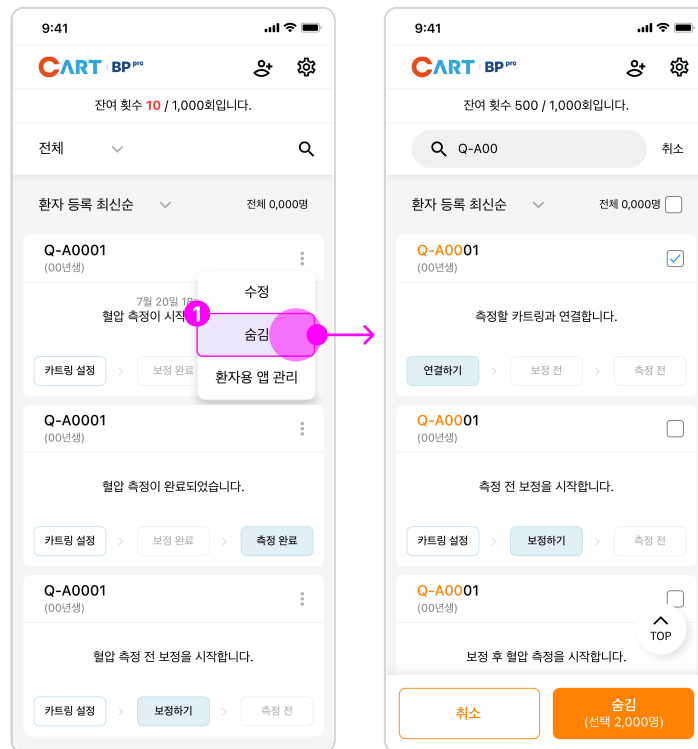 9:41
CART BP pro
잔여 횟수 10 / 1,000회입니다.
전체
환자 등록 최신순 전체 0,000명
Q-A0001
(00년생)
7월 20일 18
혈압 측정이 시작
1
수정
숨김
환자용 앱 관리
카트링 설정 > 보정 완료 >
Q-A0001
(00년생)
혈압 측정이 완료되었습니다.
카트링 설정 > 보정 완료 > 측정 완료
Q-A0001
(00년생)
혈압 측정 전 보정을 시작합니다.
카트링 설정 > 보정하기 > 측정 전
9:41
CART BP pro
잔여 횟수 500 / 1,000회입니다.
Q-A00 취소
환자 등록 최신순 전체 0,000명
Q-A0001
(00년생)
측정할 카트링과 연결합니다.
연결하기 > 보정 전 > 측정 전
Q-A0001
(00년생)
측정 전 보정을 시작합니다.
카트링 설정 > 보정하기 > 측정 전
Q-A0001
(00년생)
TOP
보정 후 혈압 측정을 시작합니다.
취소
숨김
(선택 2,000명)